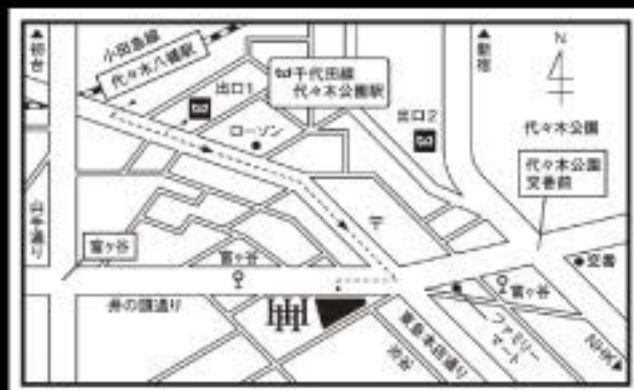 初台
小田急線
代々木八幡駅
千代田線
代々木公園駅
出口1
ローソン
出口2
新宿
N
代々木公園
代々木公園
交番前
山手通り
富ヶ谷
富ヶ谷
〒
交番
富ヶ谷
井の頭通り
東急本店通り
渋谷
ファミリー
マート
NHK